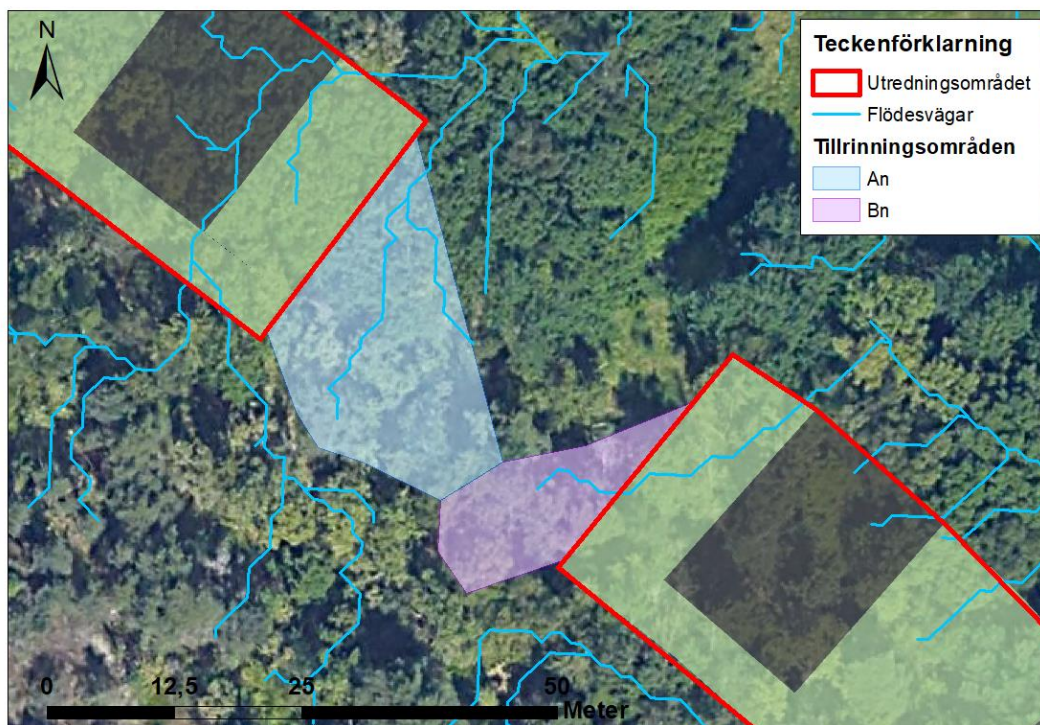 N
Teckenförklarning
Utredningsområdet
Flödesvägar
Tillrinningsområden
An
Bn
0 12,5 25 50
Meter